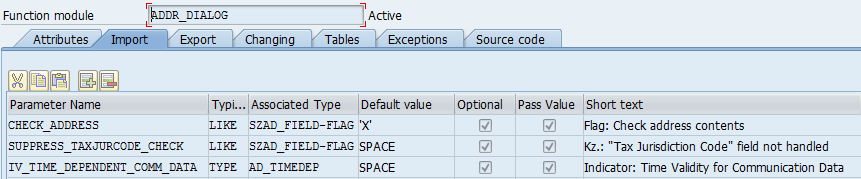 Function module ADDR_DIALOG Active
Attributes Import Export Changing Tables Exceptions Source code
Parameter Name Typi... Associated Type Default value Optional Pass Value Short text
CHECK_ADDRESS LIKE SZAD_FIELD-FLAG 'X' Flag: Check address contents
SUPPRESS_TAXJURCODE_CHECK LIKE SZAD_FIELD-FLAG SPACE Kz.: "Tax Jurisdiction Code" field not handled
IV_TIME_DEPENDENT_COMM_DATA TYPE AD_TIMEDEP SPACE Indicator: Time Validity for Communication Data